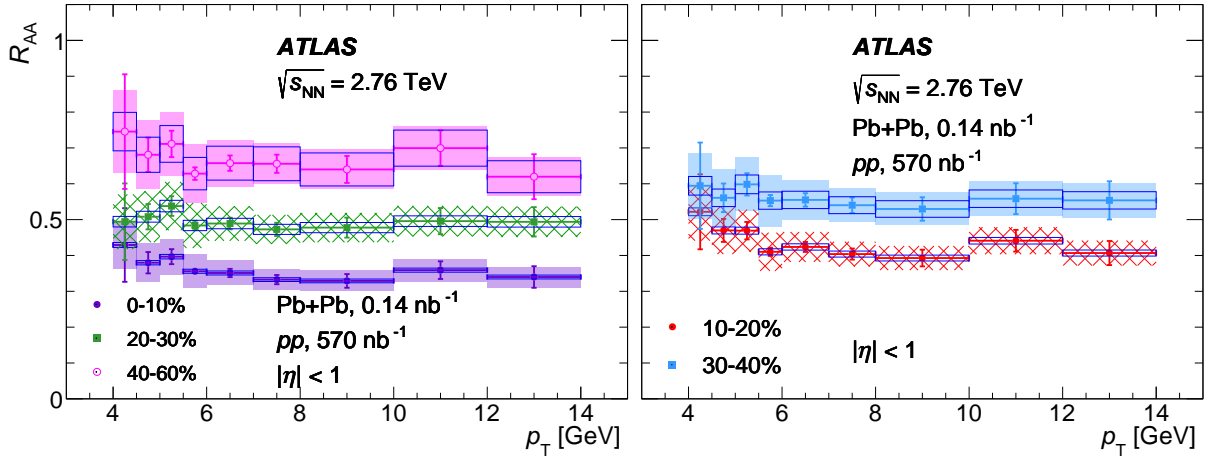 R_AA
1
0.5
0
ATLAS
√s_NN = 2.76 TeV
0-10%
20-30%
40-60%
Pb+Pb, 0.14 nb⁻¹
pp, 570 nb⁻¹
|η| < 1
4 6 8 10 12 14
p_T [GeV]
ATLAS
√s_NN = 2.76 TeV
Pb+Pb, 0.14 nb⁻¹
pp, 570 nb⁻¹
10-20%
30-40%
|η| < 1
4 6 8 10 12 14
p_T [GeV]